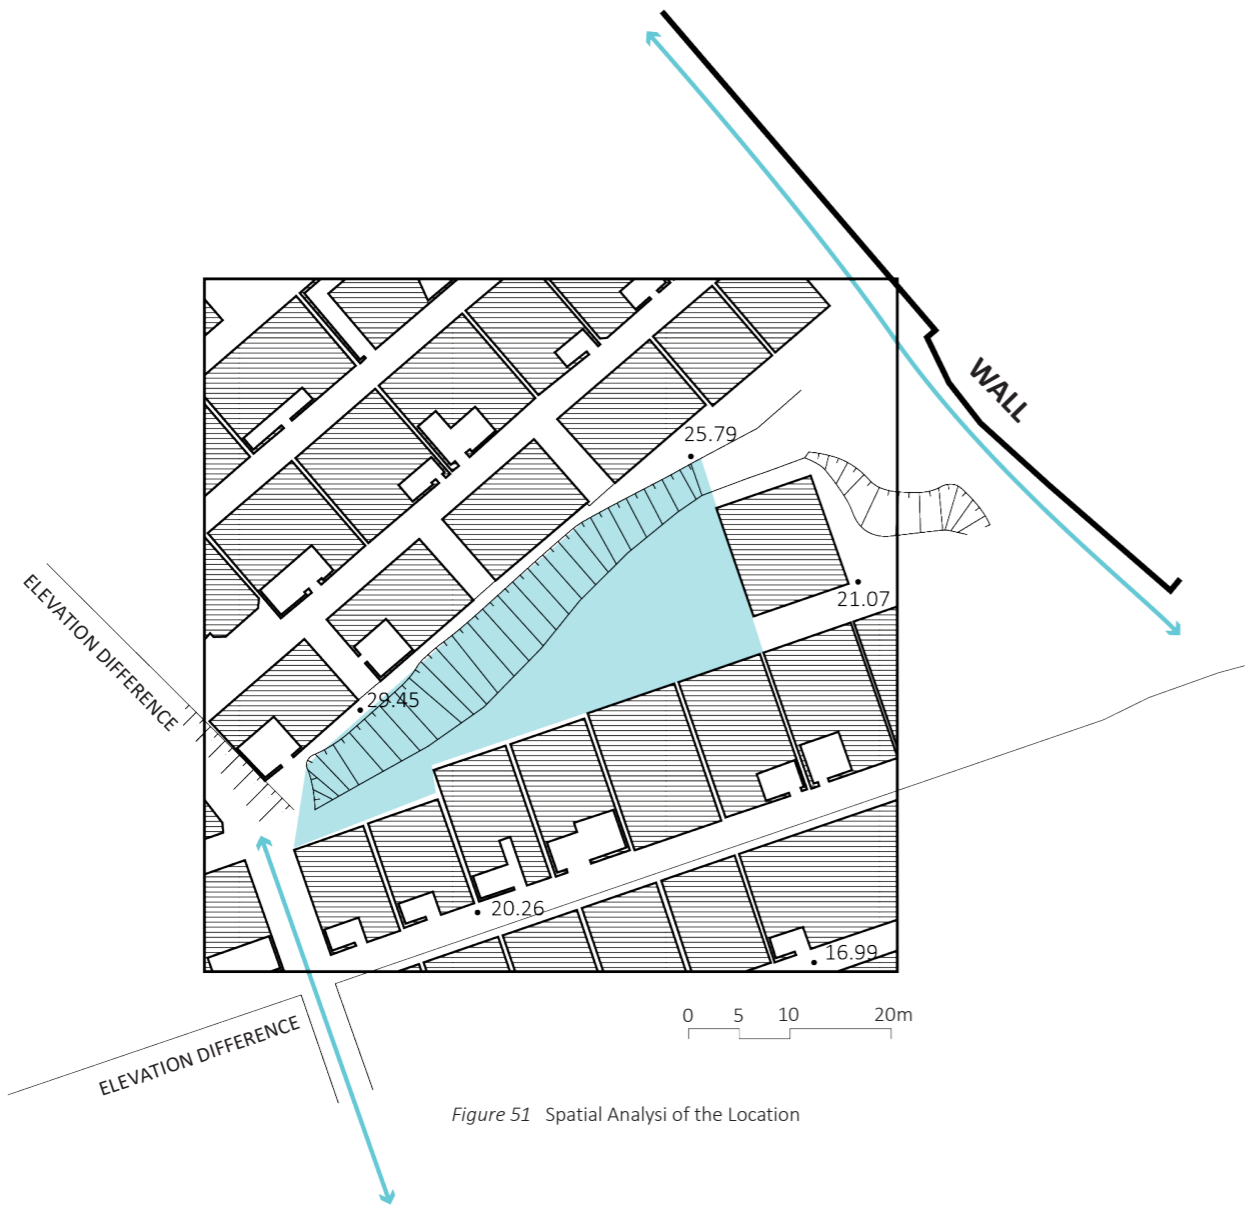 WALL
25.79
21.07
ELEVATION DIFFERENCE
29.45
20.26
16.99
0 5 10 20m
ELEVATION DIFFERENCE
Figure 51 Spatial Analysi of the Location